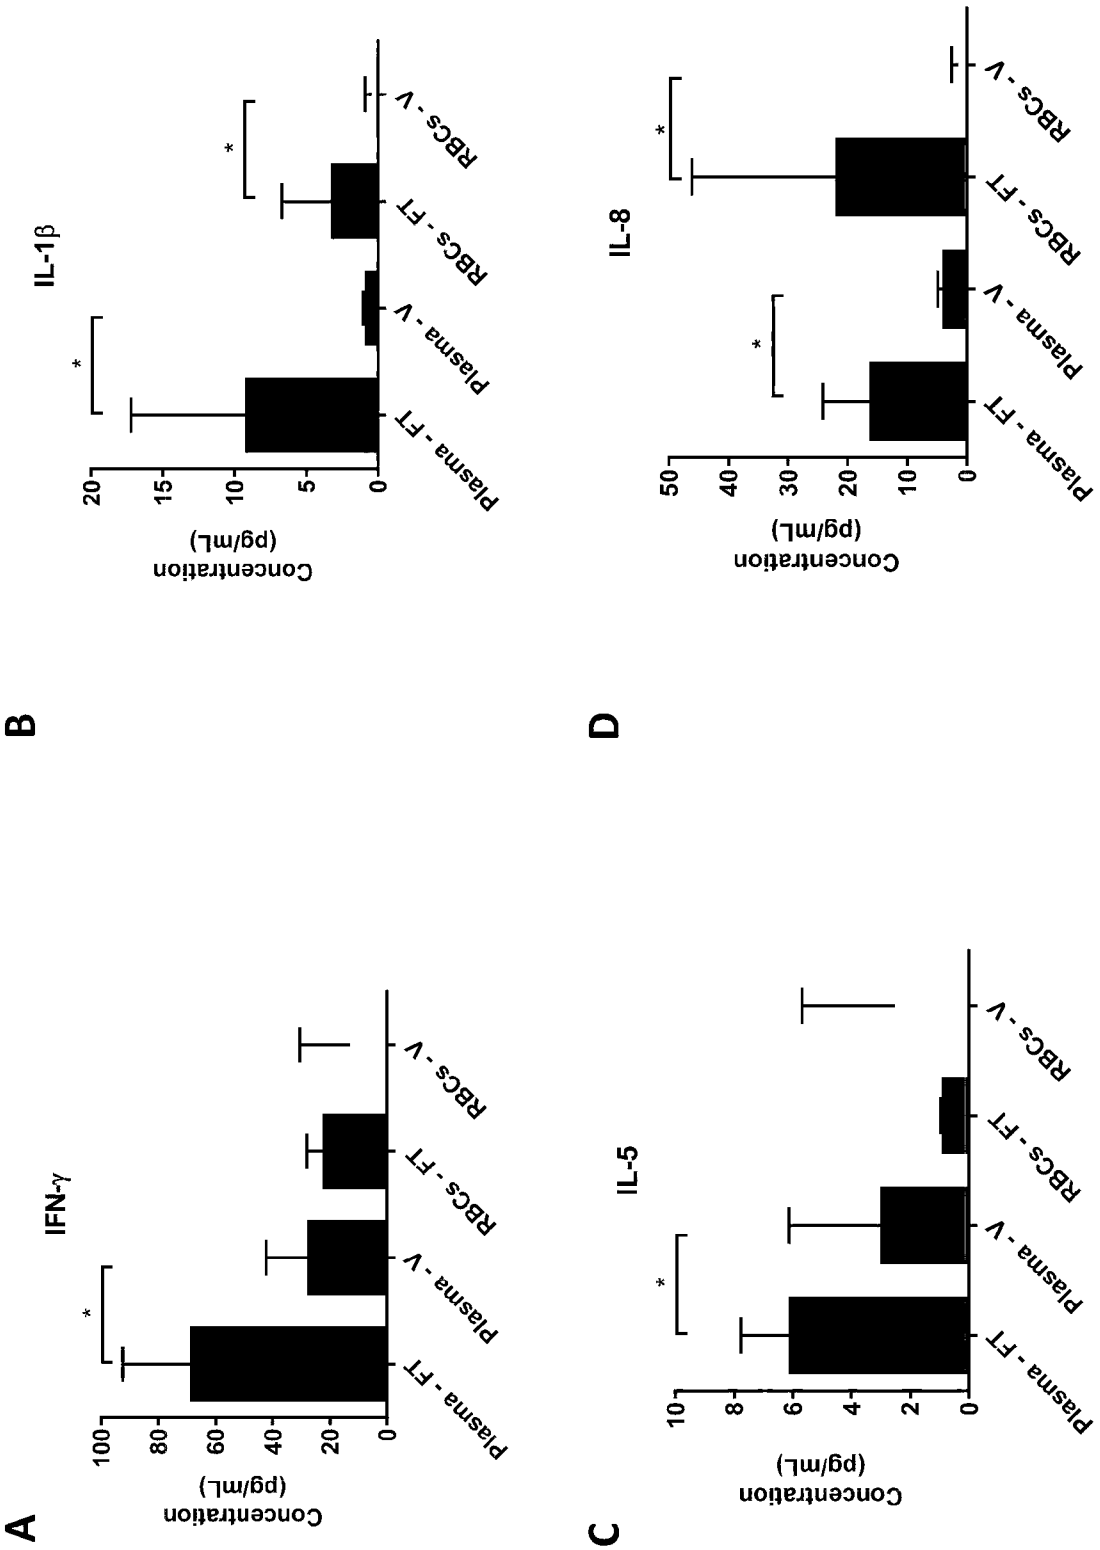 A
IFN-γ
Concentration
(pg/mL)
100
80
60
40
20
0
*
Plasma - FT
Plasma - V
RBCs - FT
RBCs - V
B
IL-1β
Concentration
(pg/mL)
20
15
10
5
0
*
*
Plasma - FT
Plasma - V
RBCs - FT
RBCs - V
C
IL-5
Concentration
(pg/mL)
10
8
6
4
2
0
*
Plasma - FT
Plasma - V
RBCs - FT
RBCs - V
D
IL-8
Concentration
(pg/mL)
50
40
30
20
10
0
*
*
Plasma - FT
Plasma - V
RBCs - FT
RBCs - V